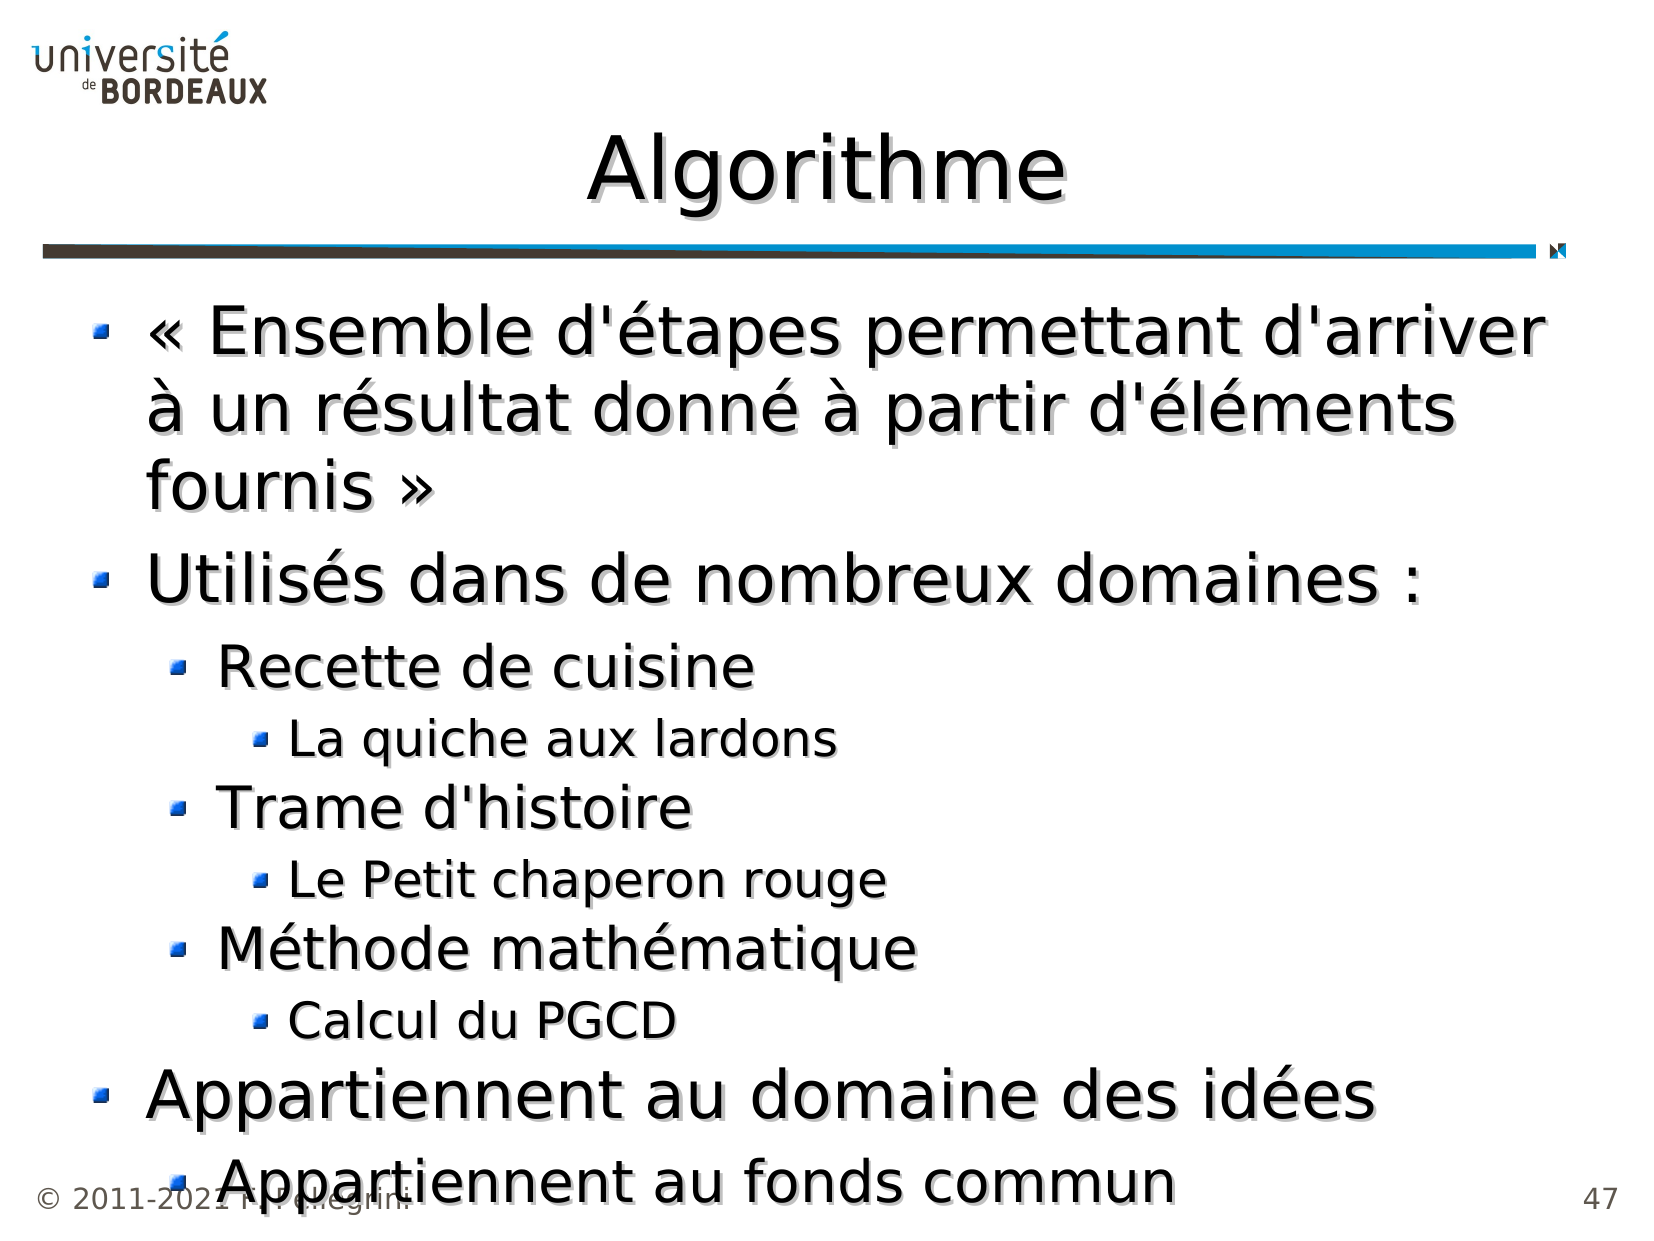 université
de BORDEAUX
Algorithme
« Ensemble d'étapes permettant d'arriver
à un résultat donné à partir d'éléments
fournis »
Utilisés dans de nombreux domaines :
Recette de cuisine
La quiche aux lardons
Trame d'histoire
Le Petit chaperon rouge
Méthode mathématique
Calcul du PGCD
Appartiennent au domaine des idées
Appartiennent au fonds commun
© 2011-2021 F. Pellegrini
47